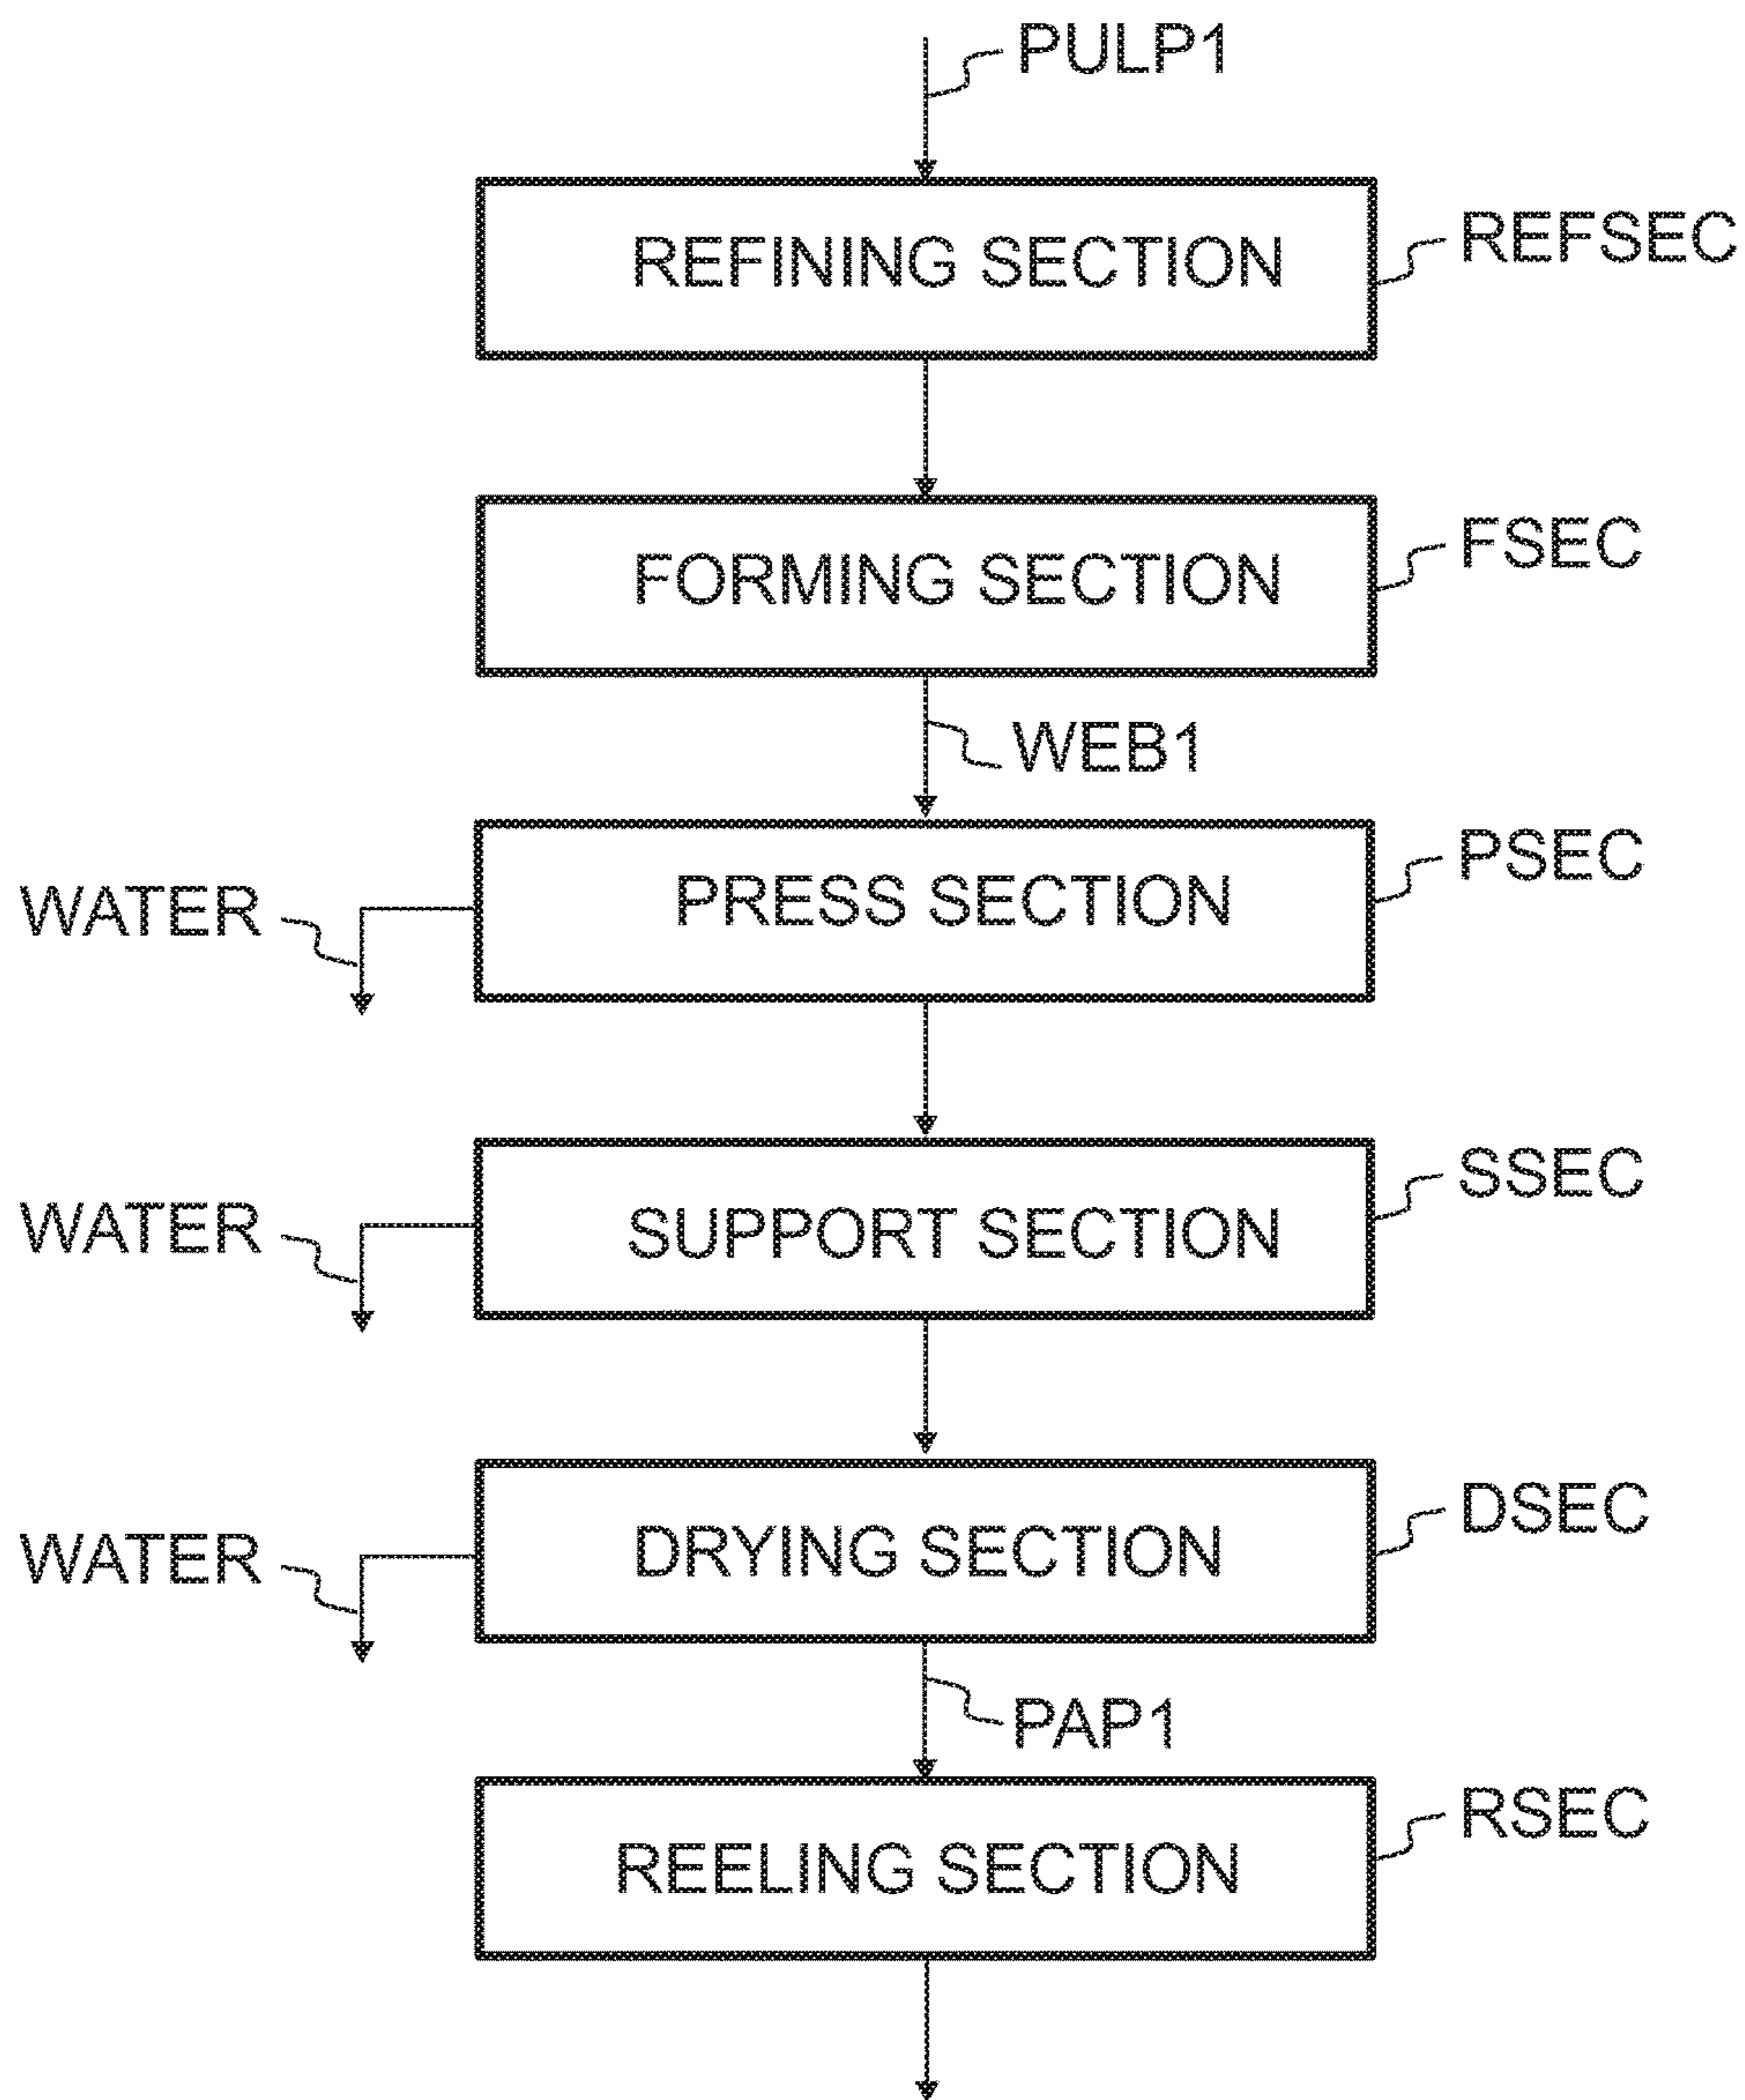 PULP1
REFINING SECTION
REFSEC
FORMING SECTION
FSEC
WEB1
PRESS SECTION
PSEC
WATER
SUPPORT SECTION
SSEC
WATER
DRYING SECTION
DSEC
WATER
PAP1
REELING SECTION
RSEC